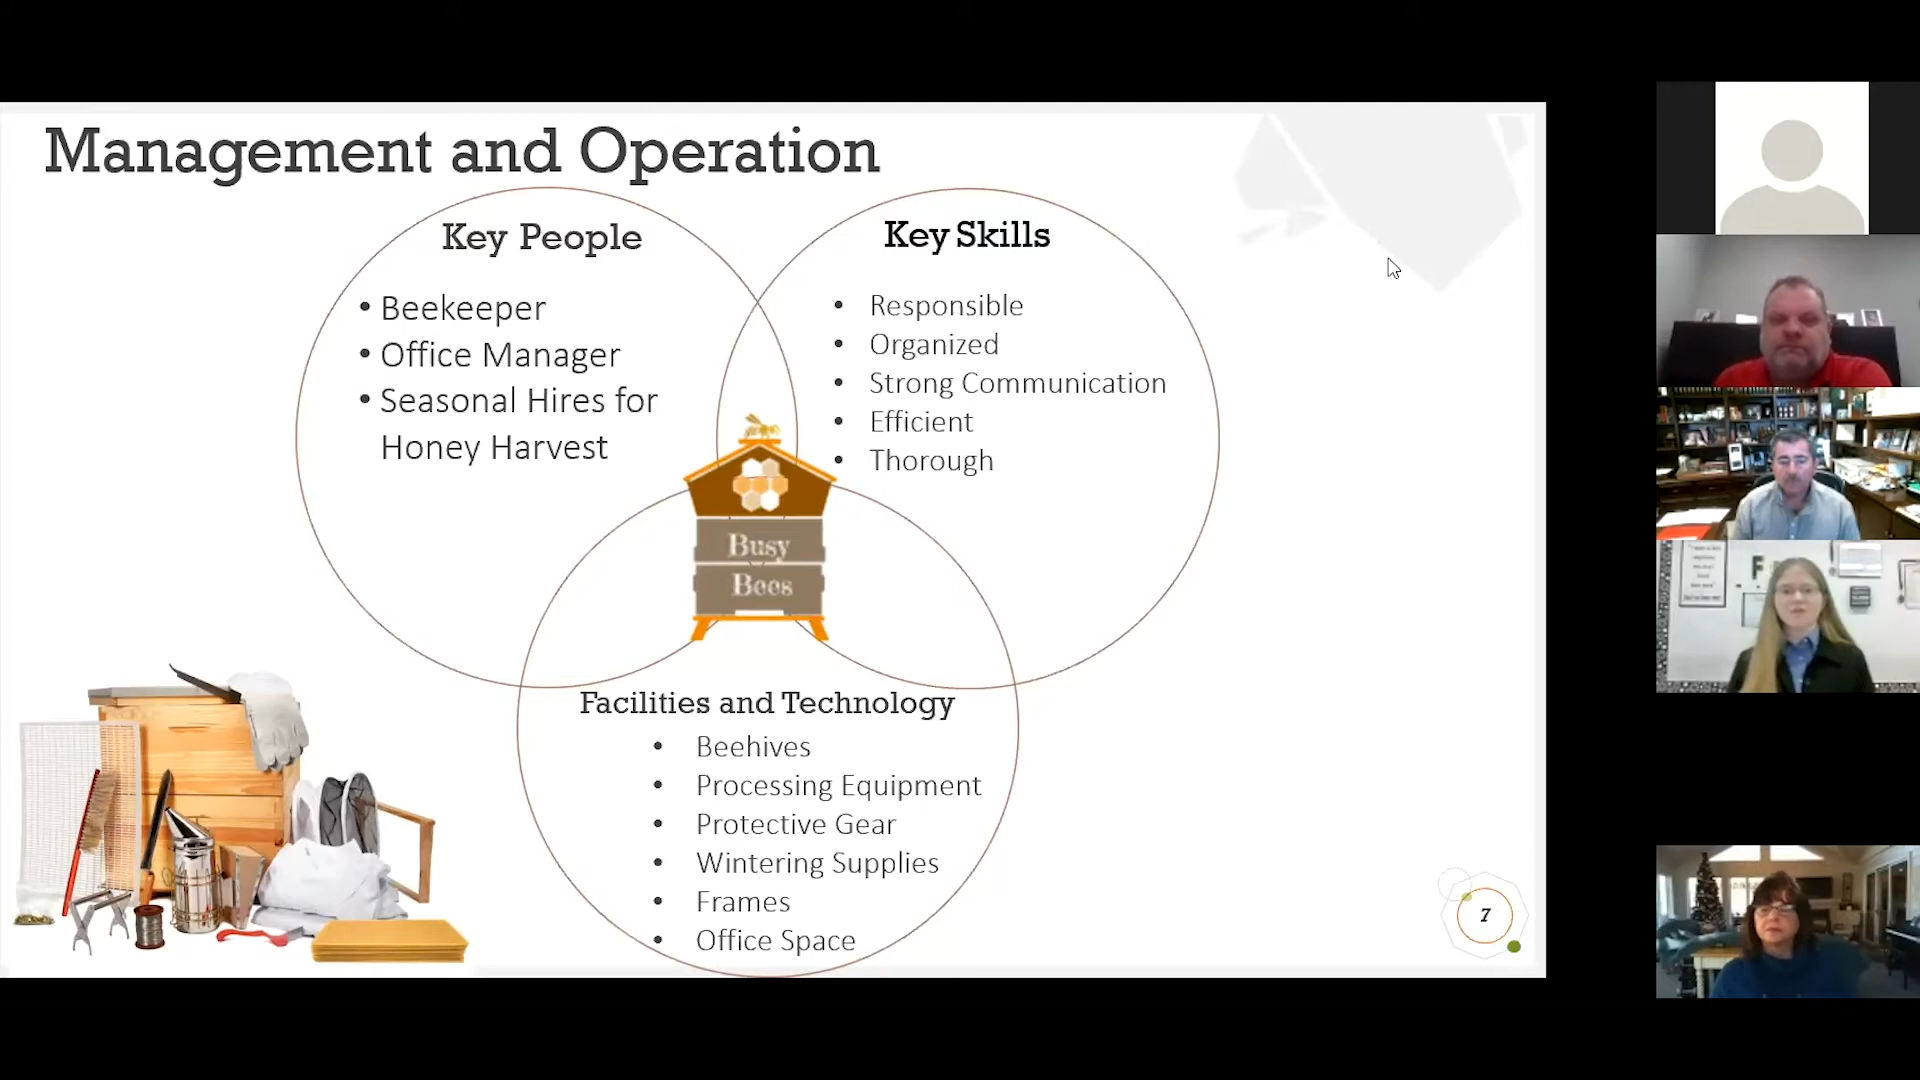 Management and Operation
Key People
• Beekeeper
• Office Manager
• Seasonal Hires for
Honey Harvest
Key Skills
• Responsible
• Organized
• Strong Communication
• Efficient
• Thorough
Busy
Bees
Facilities and Technology
• Beehives
• Processing Equipment
• Protective Gear
• Wintering Supplies
• Frames
• Office Space
7